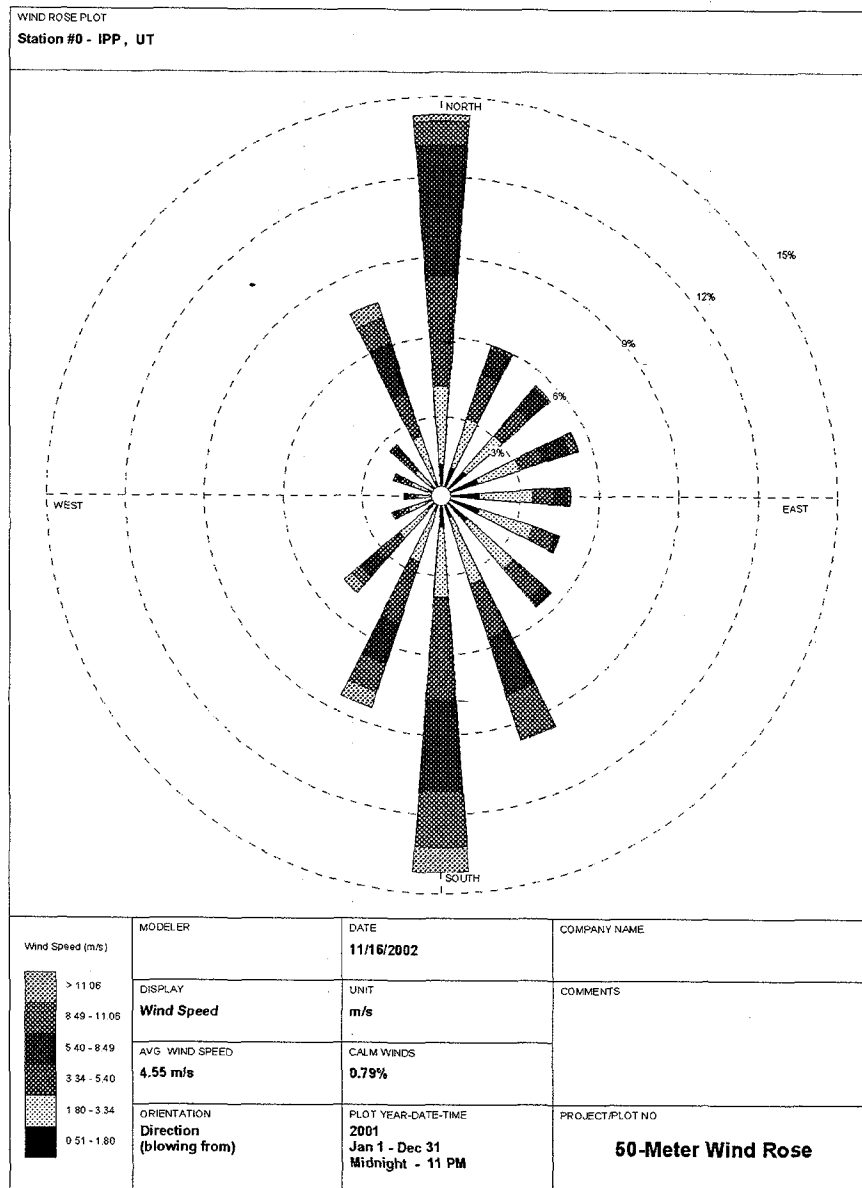 WIND ROSE PLOT
Station #0 - IPP, UT
NORTH
15%
12%
9%
6%
3%
WEST
EAST
SOUTH
Wind Speed (m/s)
> 11.06
8.49 - 11.06
5.40 - 8.49
3.34 - 5.40
1.80 - 3.34
0.51 - 1.80
MODELER
DATE
11/16/2002
COMPANY NAME
DISPLAY
Wind Speed
UNIT
m/s
COMMENTS
AVG. WIND SPEED
4.55 m/s
CALM WINDS
0.79%
ORIENTATION
Direction
(blowing from)
PLOT YEAR-DATE-TIME
2001
Jan 1 - Dec 31
Midnight - 11 PM
PROJECT/PLOT NO
50-Meter Wind Rose